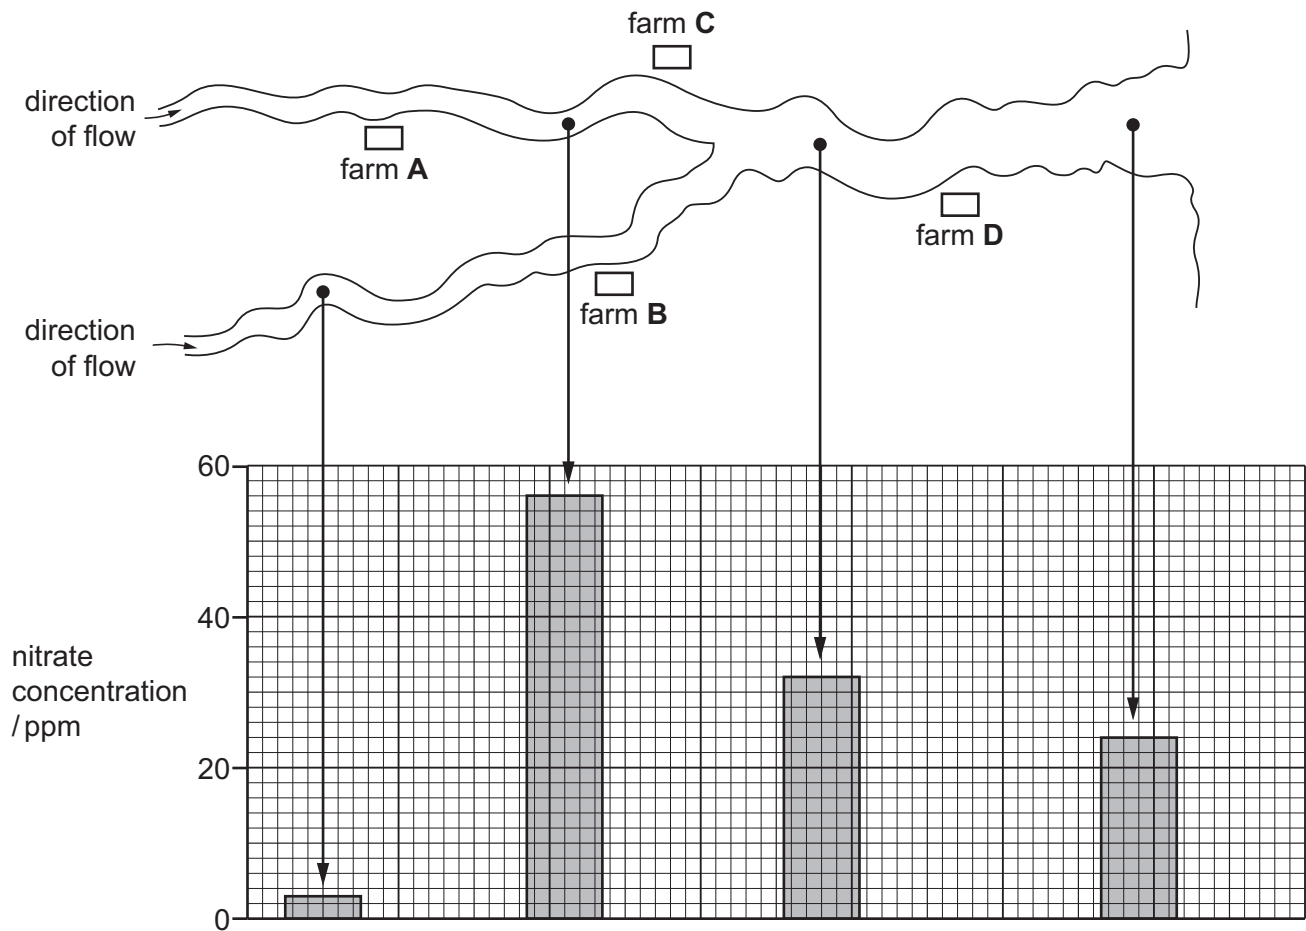 farm C
direction
of flow
farm A
farm D
farm B
direction
of flow
60
40
nitrate
concentration
/ ppm
20
0